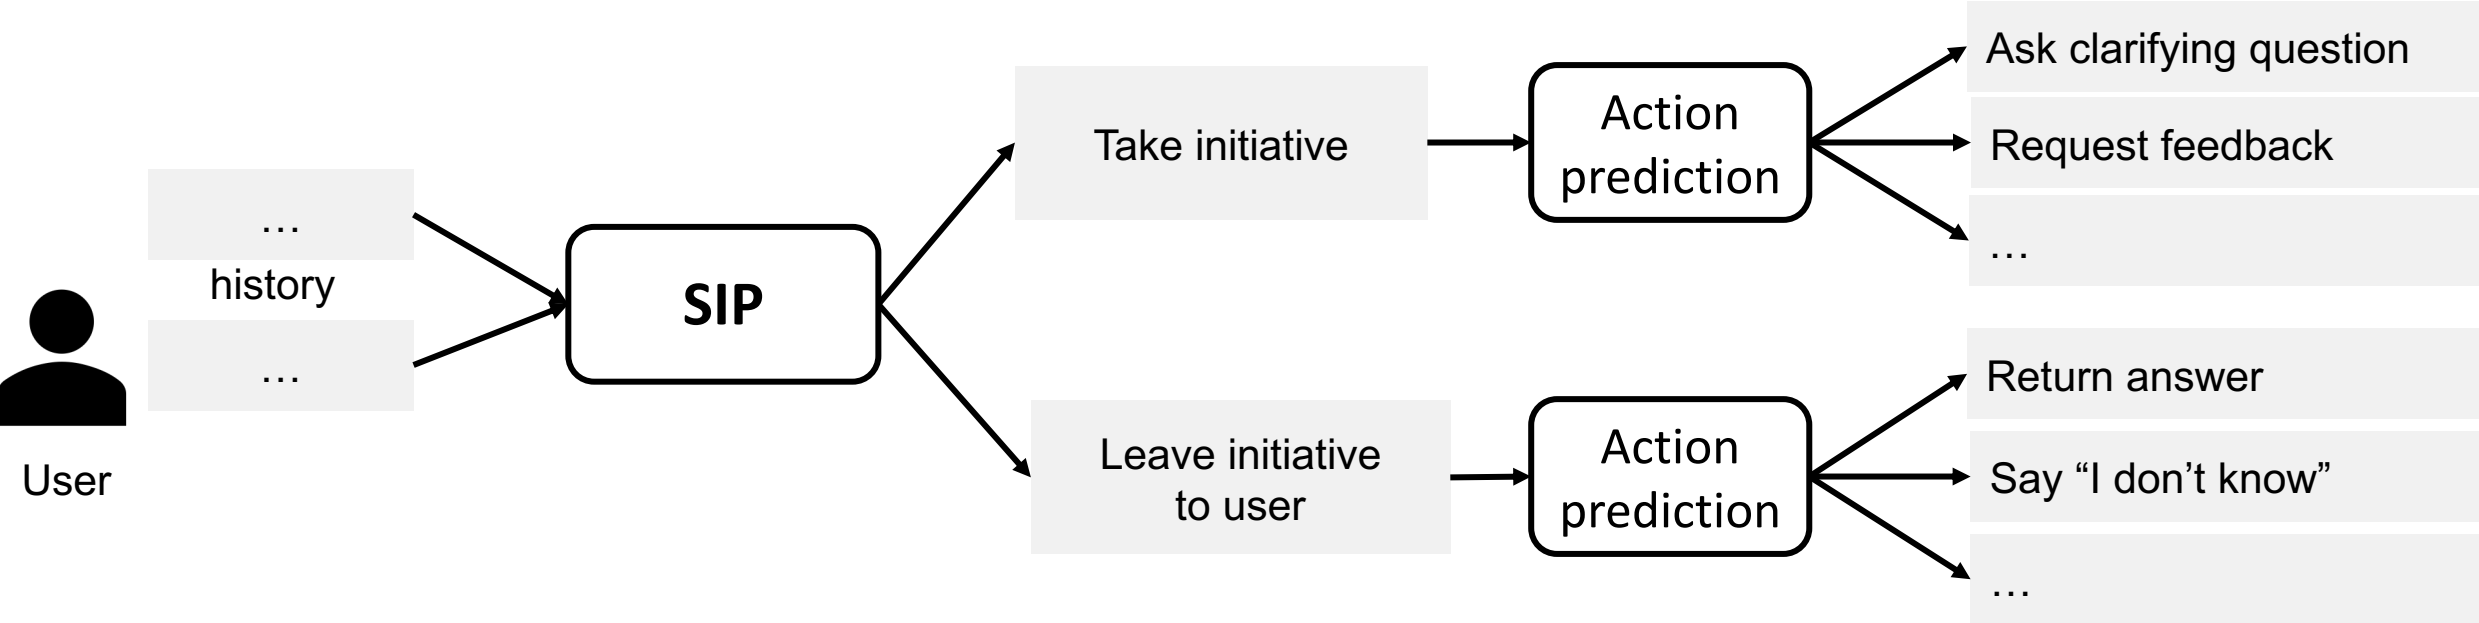 …
history
…
User
SIP
Take initiative
Action
prediction
Ask clarifying question
Request feedback
…
Leave initiative
to user
Action
prediction
Return answer
Say “I don’t know”
…